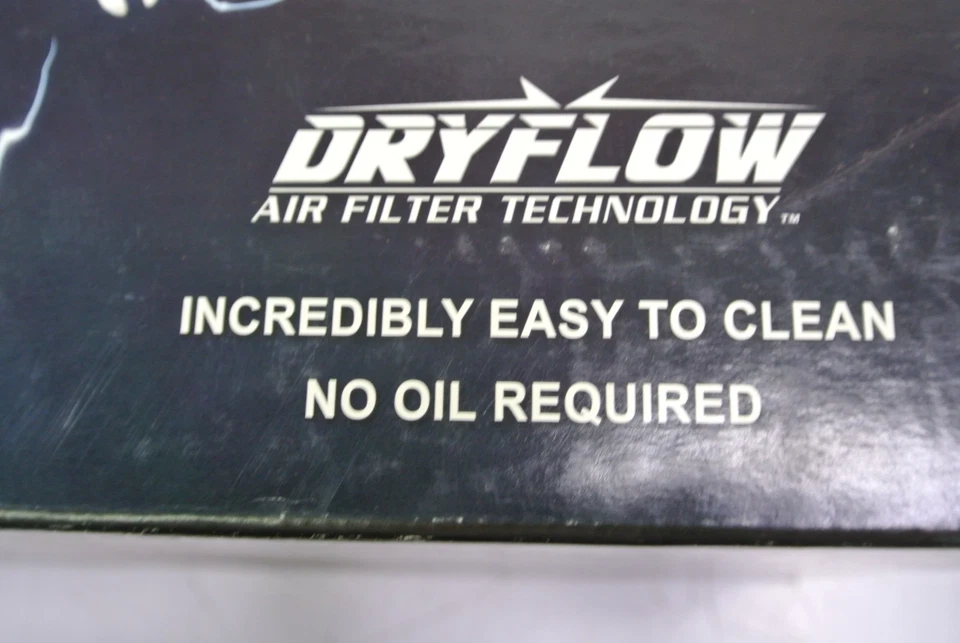 DRYFLOW
AIR FILTER TECHNOLOGY™
INCREDIBLY EASY TO CLEAN
NO OIL REQUIRED